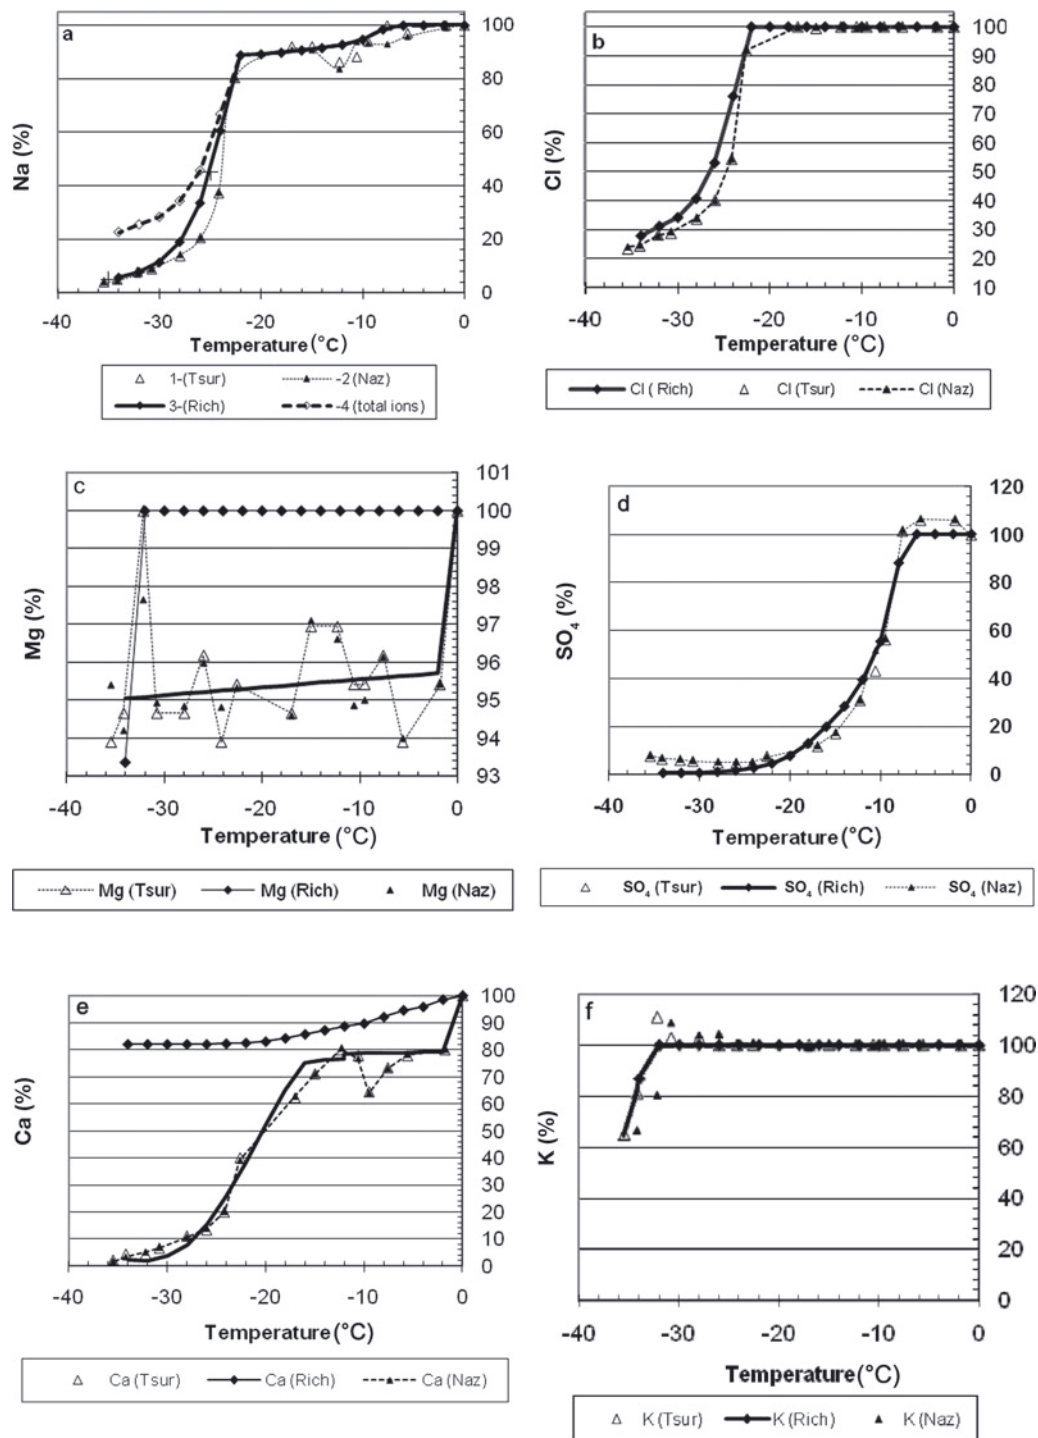 a
Na (%)
100
80
60
40
20
0
-40 -30 -20 -10 0
Temperature (°C)
1-(Tsur) -2 (Naz)
3-(Rich) -4 (total ions)
b
Cl (%)
100
90
80
70
60
50
40
30
20
10
-40 -30 -20 -10 0
Temperature (°C)
Cl ( Rich) Cl (Tsur) Cl (Naz)
c
Mg (%)
101
100
99
98
97
96
95
94
93
-40 -30 -20 -10 0
Temperature (°C)
Mg (Tsur) Mg (Rich) Mg (Naz)
d
SO4 (%)
120
100
80
60
40
20
0
-40 -30 -20 -10 0
Temperature (°C)
SO4 (Tsur) SO4 (Rich) SO4 (Naz)
e
Ca (%)
100
90
80
70
60
50
40
30
20
10
0
-40 -30 -20 -10 0
Temperature (°C)
Ca (Tsur) Ca (Rich) Ca (Naz)
f
K (%)
120
100
80
60
40
20
0
-40 -30 -20 -10 0
Temperature (°C)
K (Tsur) K (Rich) K (Naz)